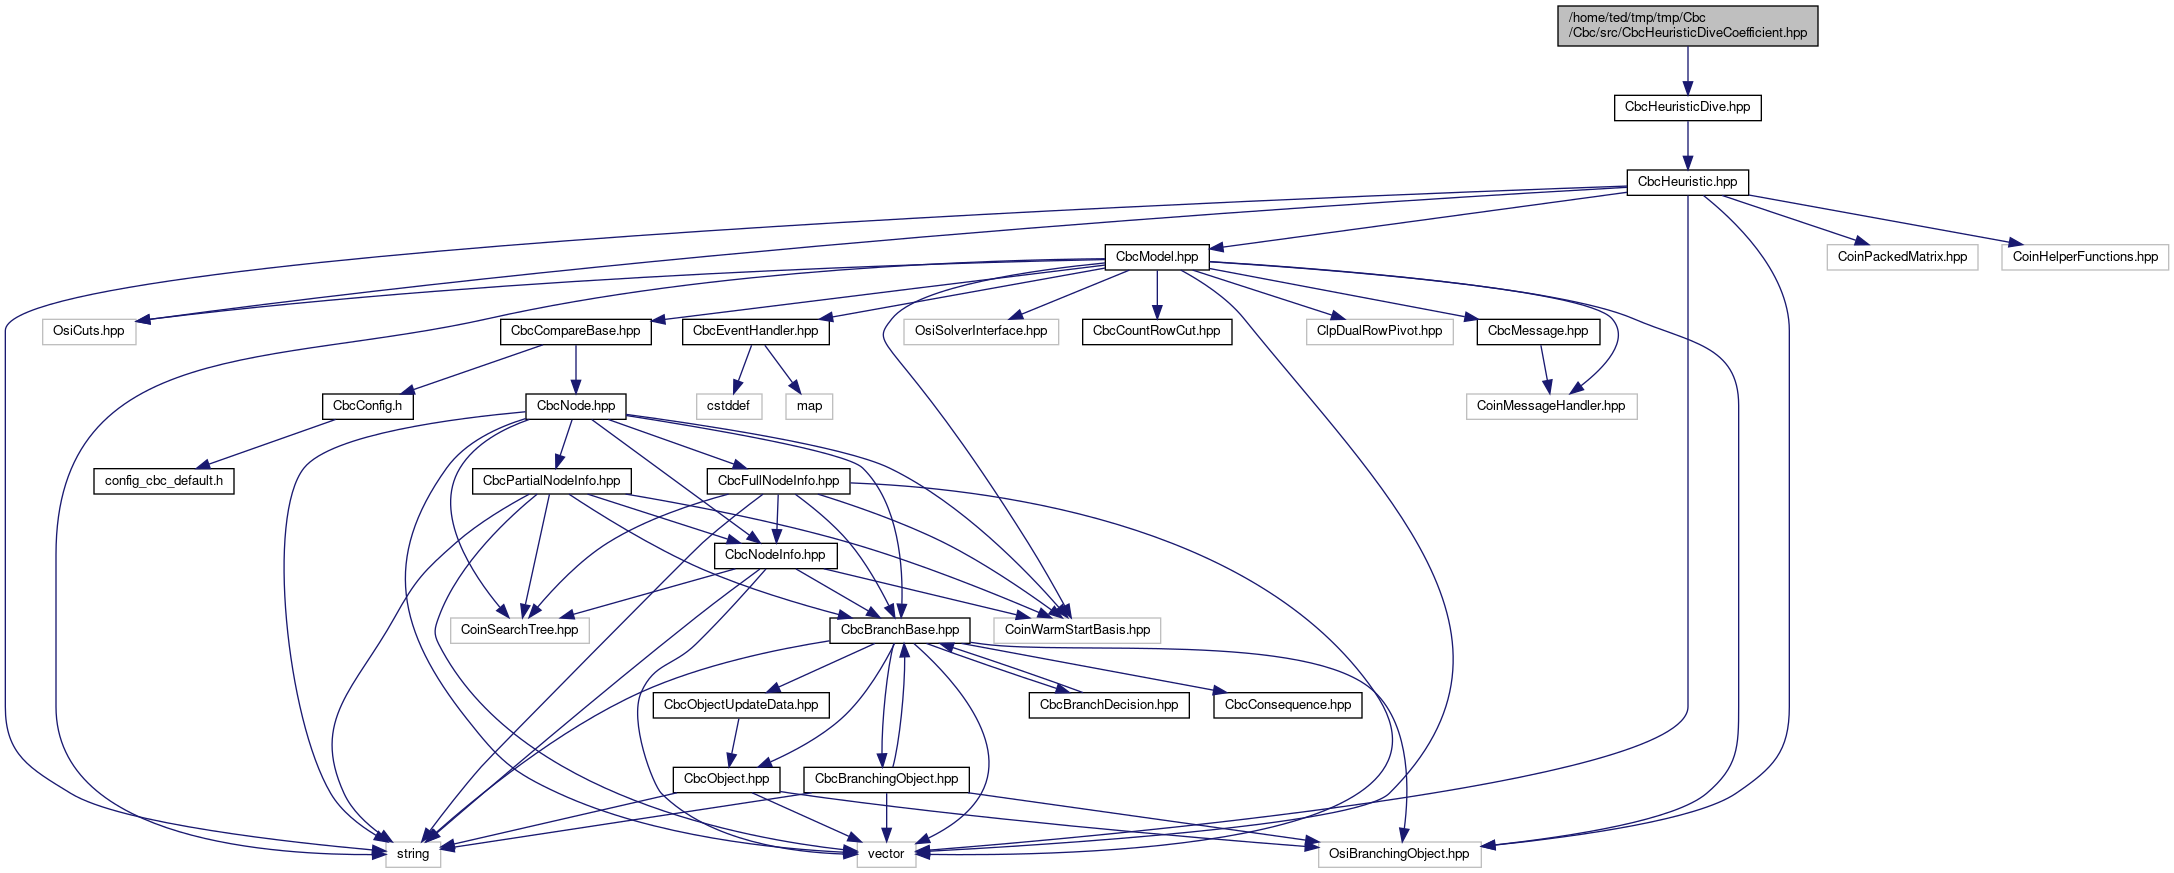 /home/ted/tmp/tmp/Cbc
/Cbc/src/CbcHeuristicDiveCoefficient.hpp
CbcHeuristicDive.hpp
CbcHeuristic.hpp
CbcModel.hpp
CoinPackedMatrix.hpp
CoinHelperFunctions.hpp
OsiCuts.hpp
CbcCompareBase.hpp
CbcEventHandler.hpp
OsiSolverInterface.hpp
CbcCountRowCut.hpp
ClpDualRowPivot.hpp
CbcMessage.hpp
CbcConfig.h
CbcNode.hpp
cstddef
map
CoinMessageHandler.hpp
config_cbc_default.h
CbcPartialNodeInfo.hpp
CbcFullNodeInfo.hpp
CbcNodeInfo.hpp
CoinSearchTree.hpp
CbcBranchBase.hpp
CoinWarmStartBasis.hpp
CbcObjectUpdateData.hpp
CbcBranchDecision.hpp
CbcConsequence.hpp
CbcObject.hpp
CbcBranchingObject.hpp
string
vector
OsiBranchingObject.hpp